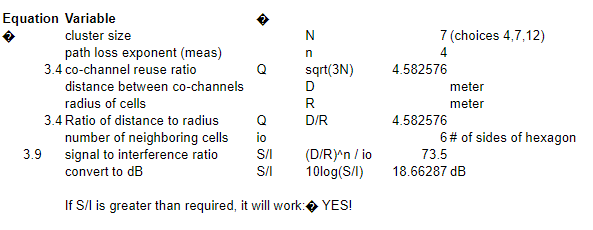 Equation Variable �
� cluster size N 7 (choices 4,7,12)
path loss exponent (meas) n 4
3.4 co-channel reuse ratio Q sqrt(3N) 4.582576
distance between co-channels D meter
radius of cells R meter
3.4 Ratio of distance to radius Q D/R 4.582576
number of neighboring cells io 6 # of sides of hexagon
3.9 signal to interference ratio S/I (D/R)^n / io 73.5
convert to dB S/I 10log(S/I) 18.66287 dB
If S/I is greater than required, it will work:� YES!